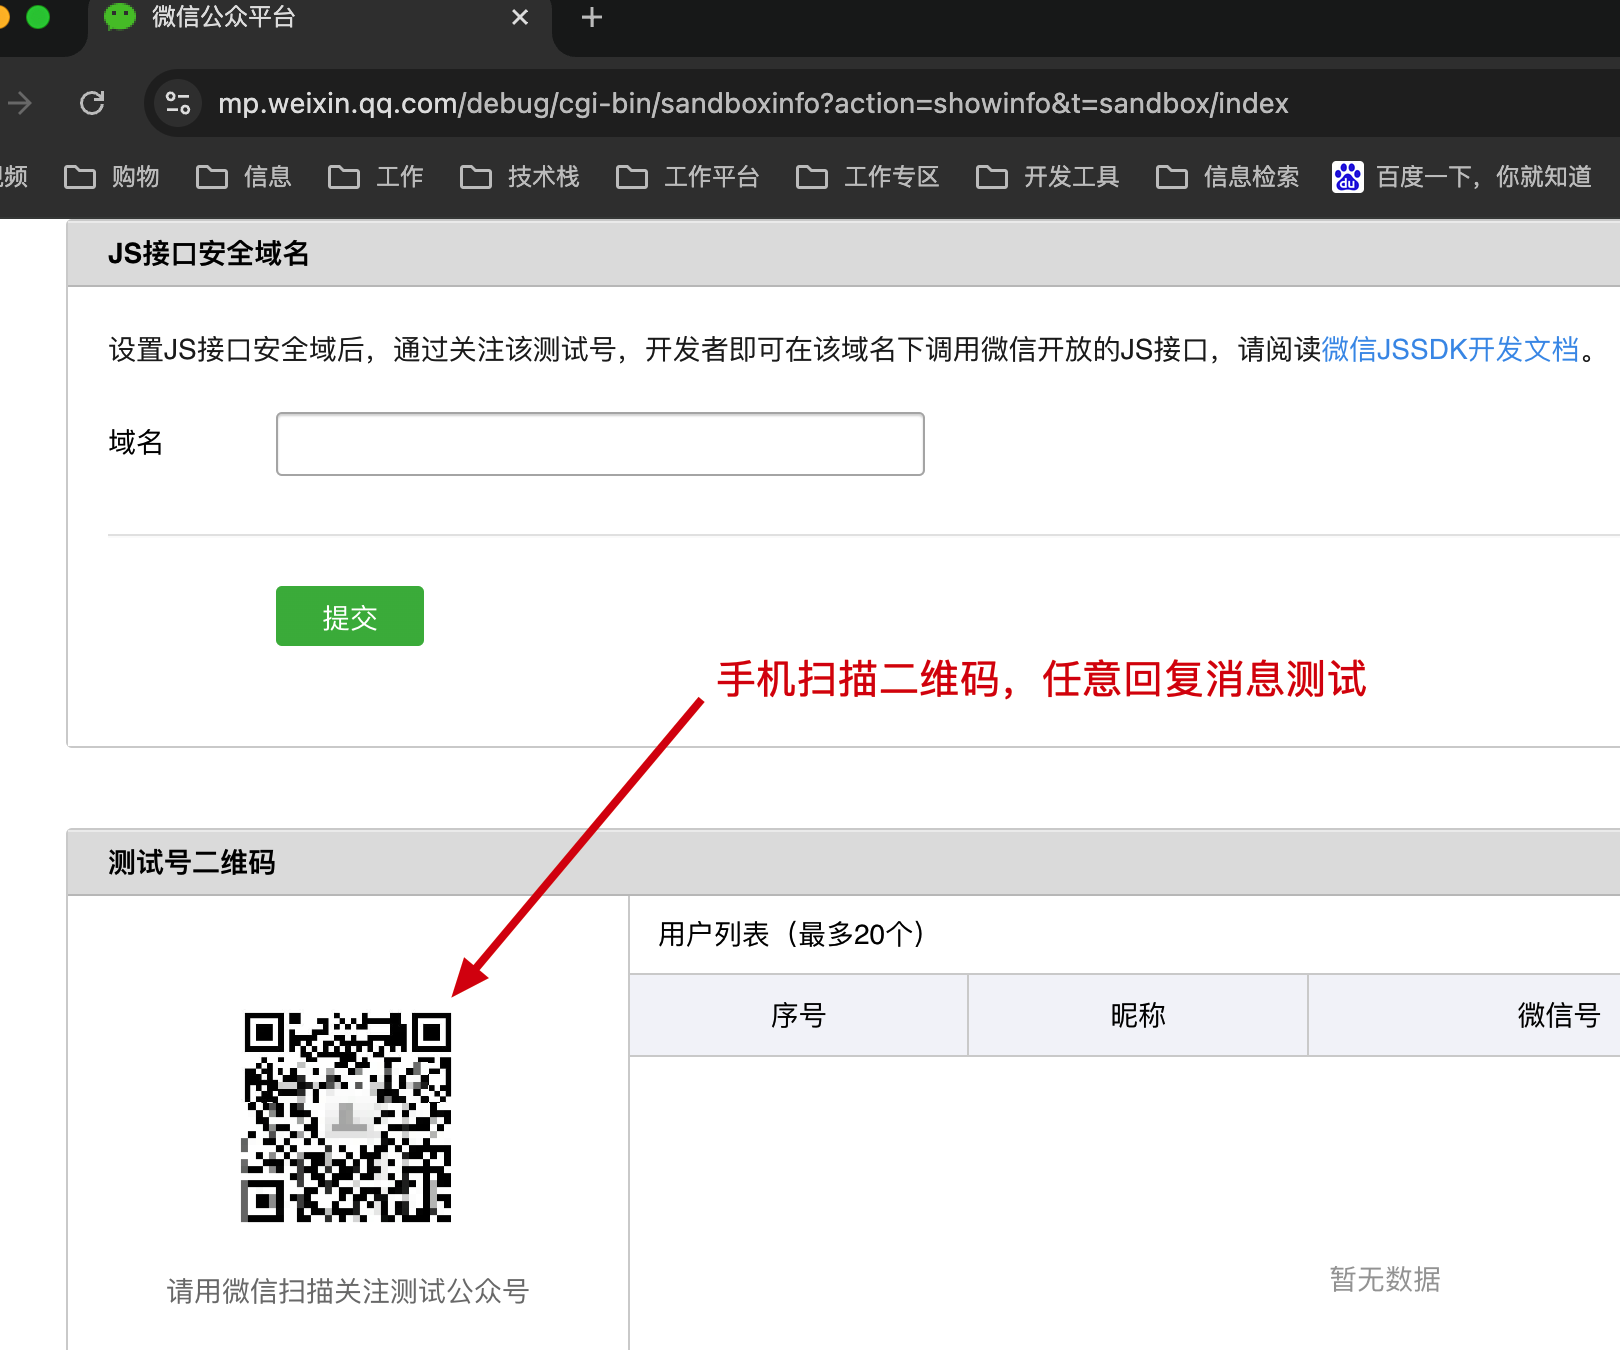 微信公众平台
mp.weixin.qq.com/debug/cgi-bin/sandboxinfo?action=showinfo&t=sandbox/index
频 购物 信息 工作 技术栈 工作平台 工作专区 开发工具 信息检索 du 百度一下，你就知道
JS接口安全域名
设置JS接口安全域后，通过关注该测试号，开发者即可在该域名下调用微信开放的JS接口，请阅读微信JSSDK开发文档。
域名
提交
手机扫描二维码，任意回复消息测试
测试号二维码
用户列表（最多20个）
序号 昵称 微信号
暂无数据
请用微信扫描关注测试公众号